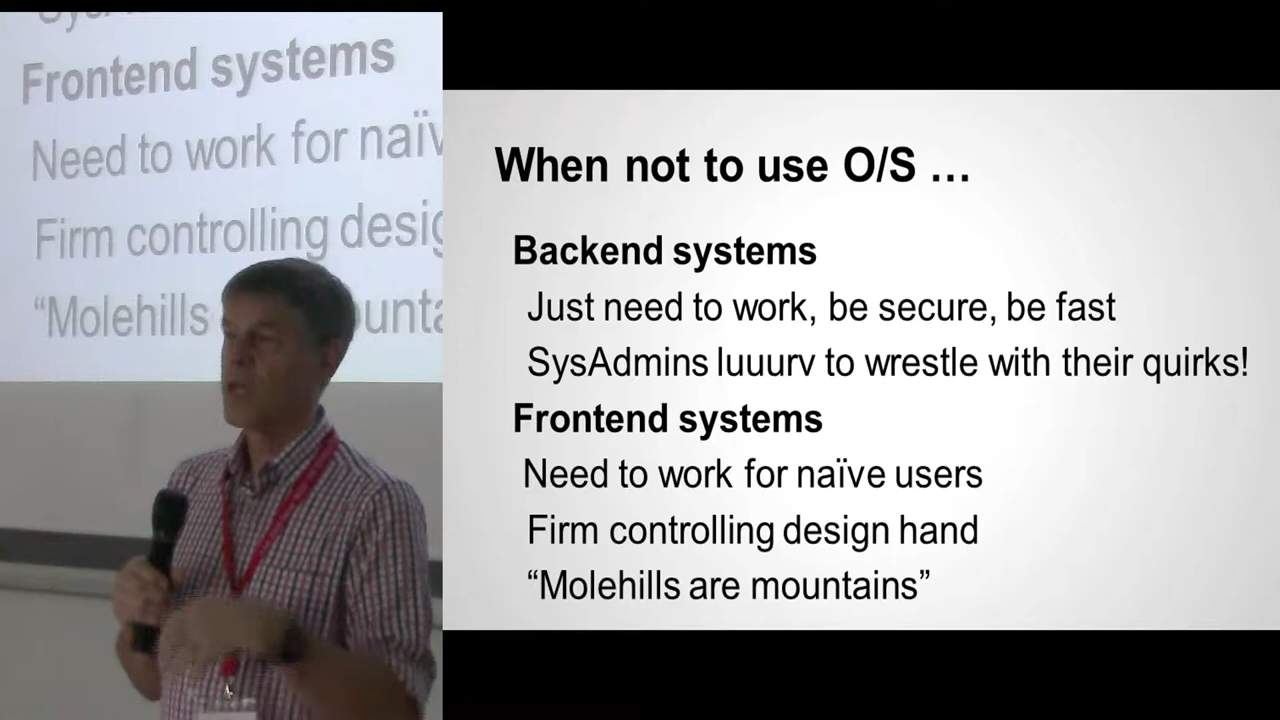 Frontend systems
Need to work for naïv
Firm controlling desig
“Molehills ounta
When not to use O/S ...
Backend systems
Just need to work, be secure, be fast
SysAdmins luuurv to wrestle with their quirks!
Frontend systems
Need to work for naïve users
Firm controlling design hand
“Molehills are mountains”